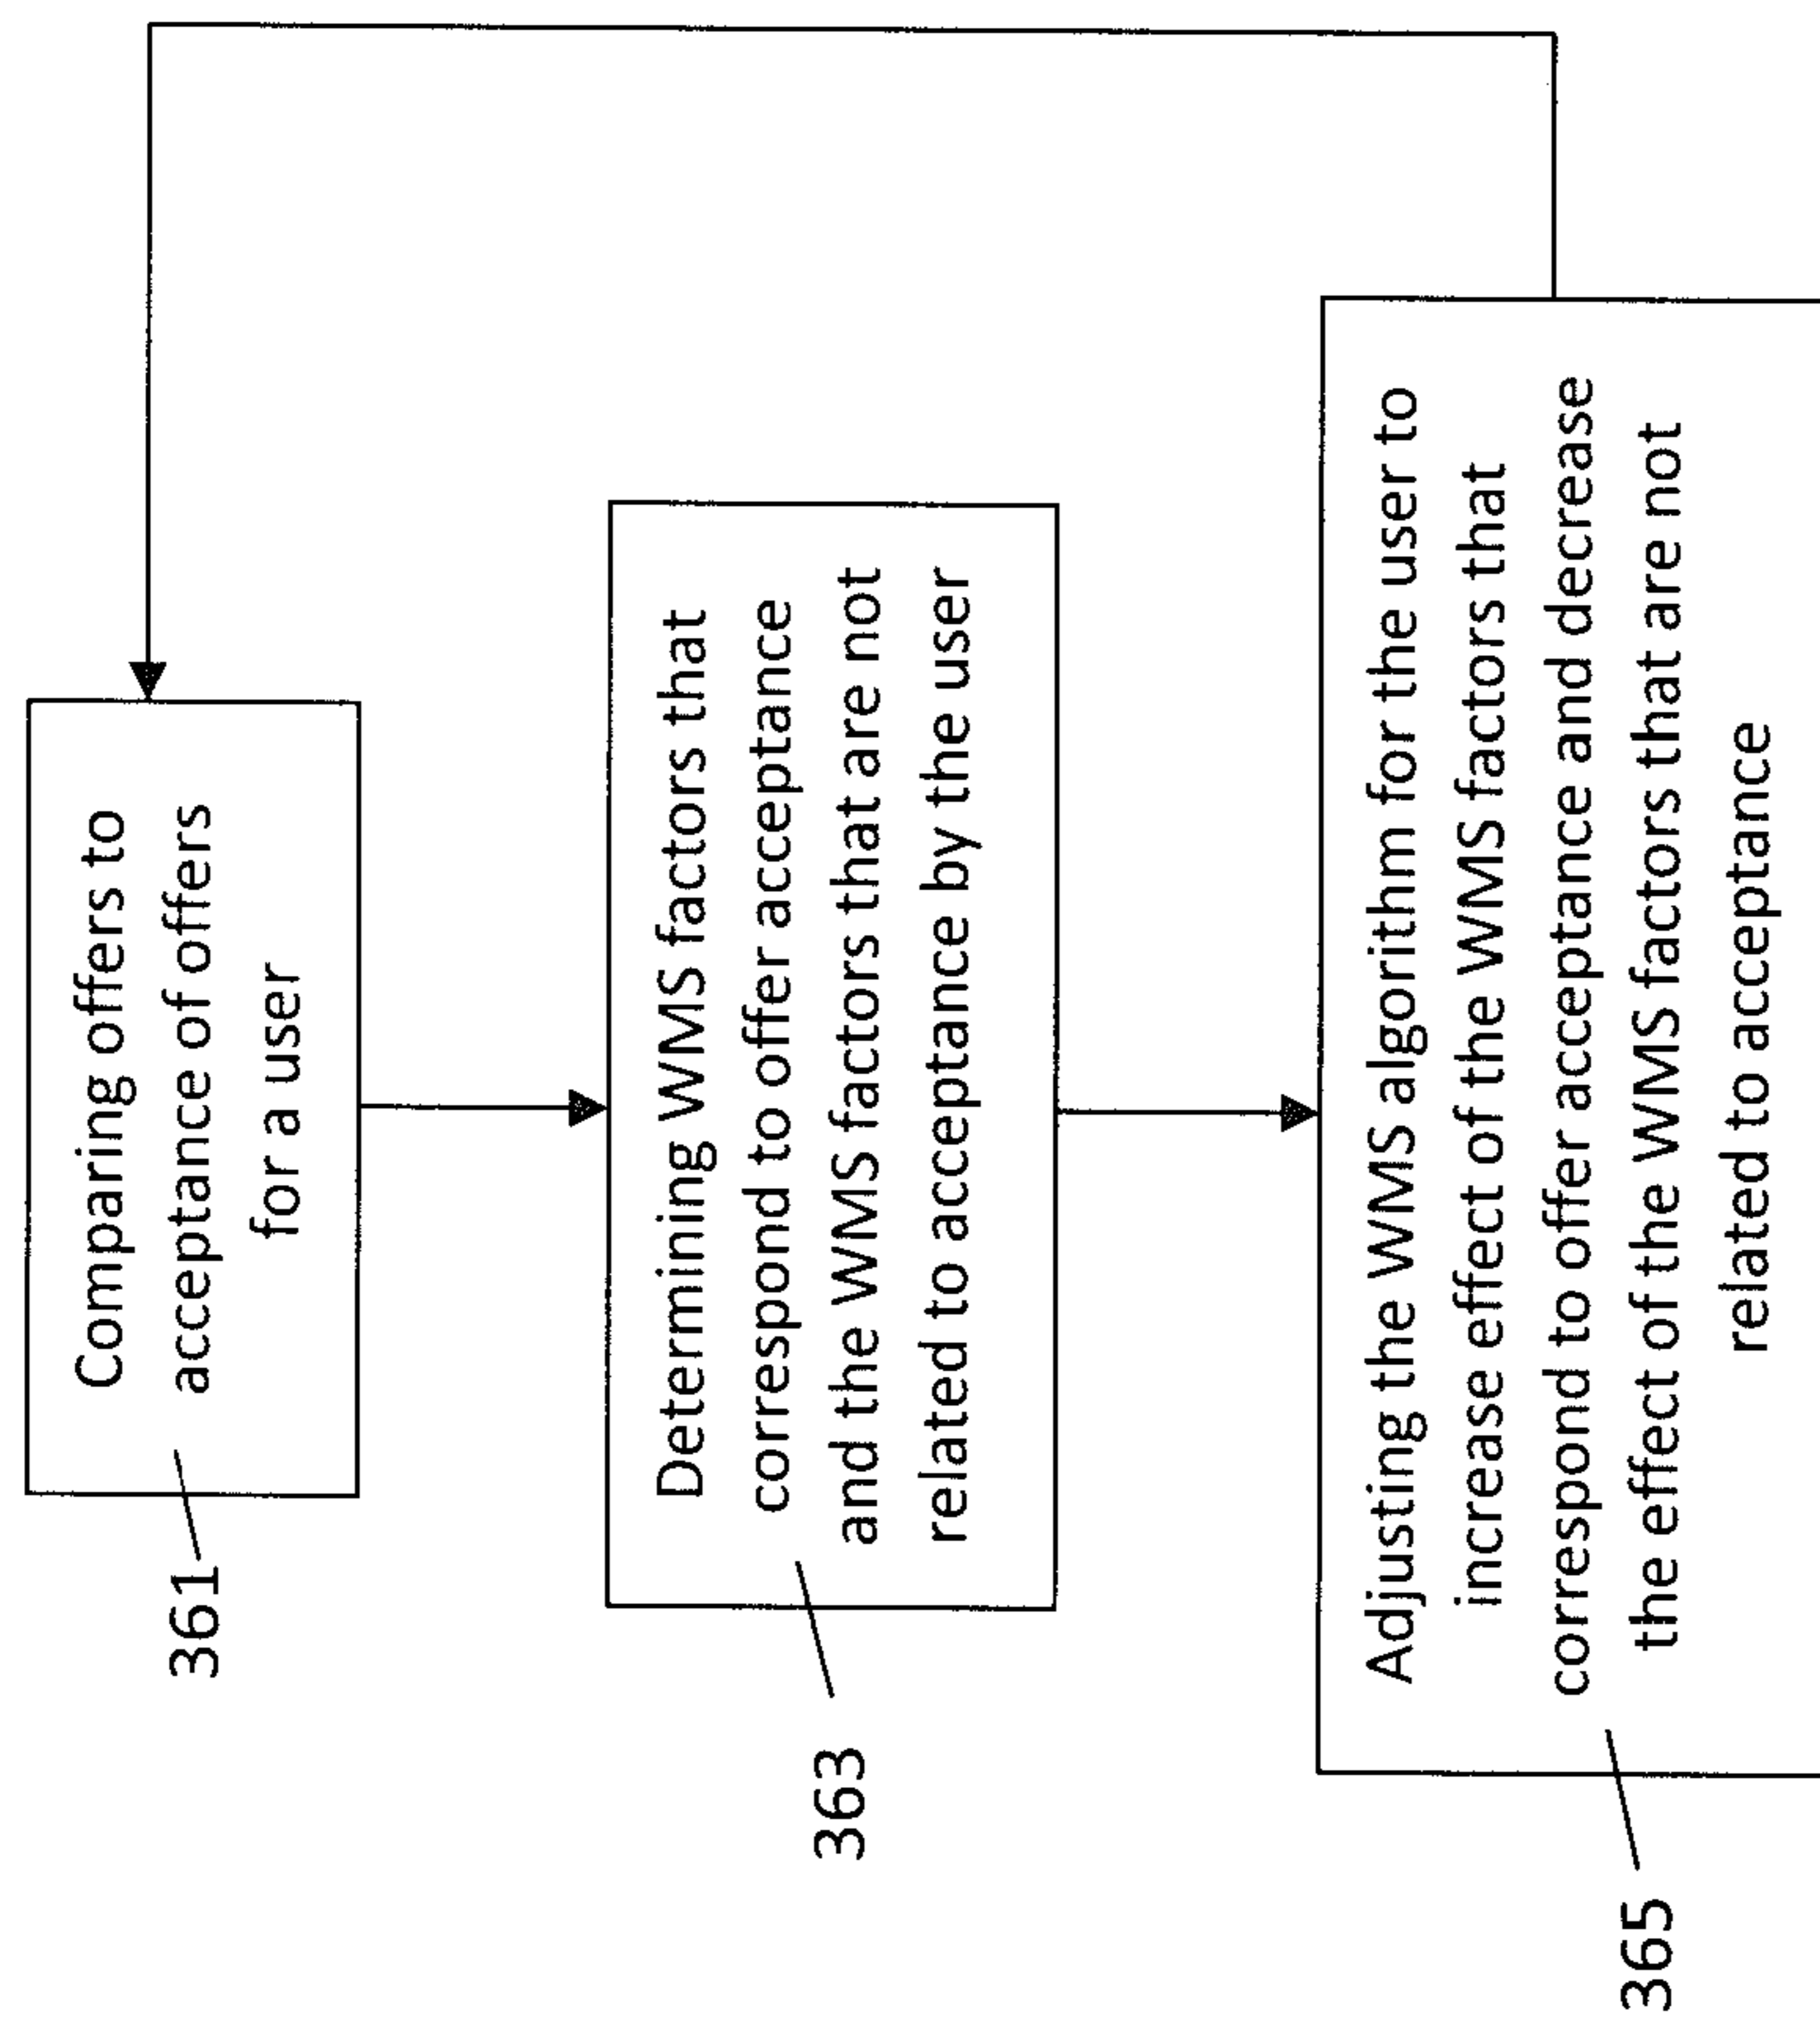 361
Comparing offers to
acceptance of offers
for a user
363
Determining WMS factors that
correspond to offer acceptance
and the WMS factors that are not
related to acceptance by the user
365
Adjusting the WMS algorithm for the user to
increase effect of the WMS factors that
correspond to offer acceptance and decrease
the effect of the WMS factors that are not
related to acceptance